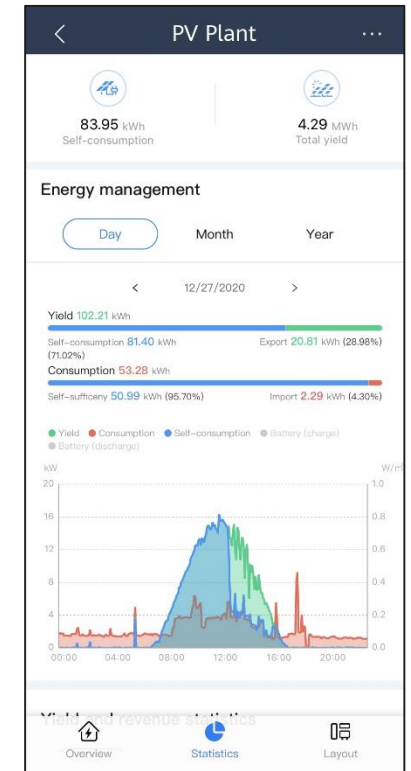 PV Plant
83.95 kWh
Self-consumption
4.29 MWh
Total yield
Energy management
Day Month Year
< 12/27/2020 >
Yield 102.21 kWh
Self-consumption 81.40 kWh (71.02%)
Export 20.81 kWh (28.98%)
Consumption 53.28 kWh
Self-sufficeny 50.99 kWh (95.70%) Import 2.29 kWh (4.30%)
Yield Consumption Self-consumption Battery (charge)
Battery (discharge)
kW W/㎡
20 1.0
16 0.8
12 0.6
8 0.4
4 0.2
0 0.0
00:00 04:00 08:00 12:00 16:00 20:00
Yield and revenue statistics
Overview Statistics Layout